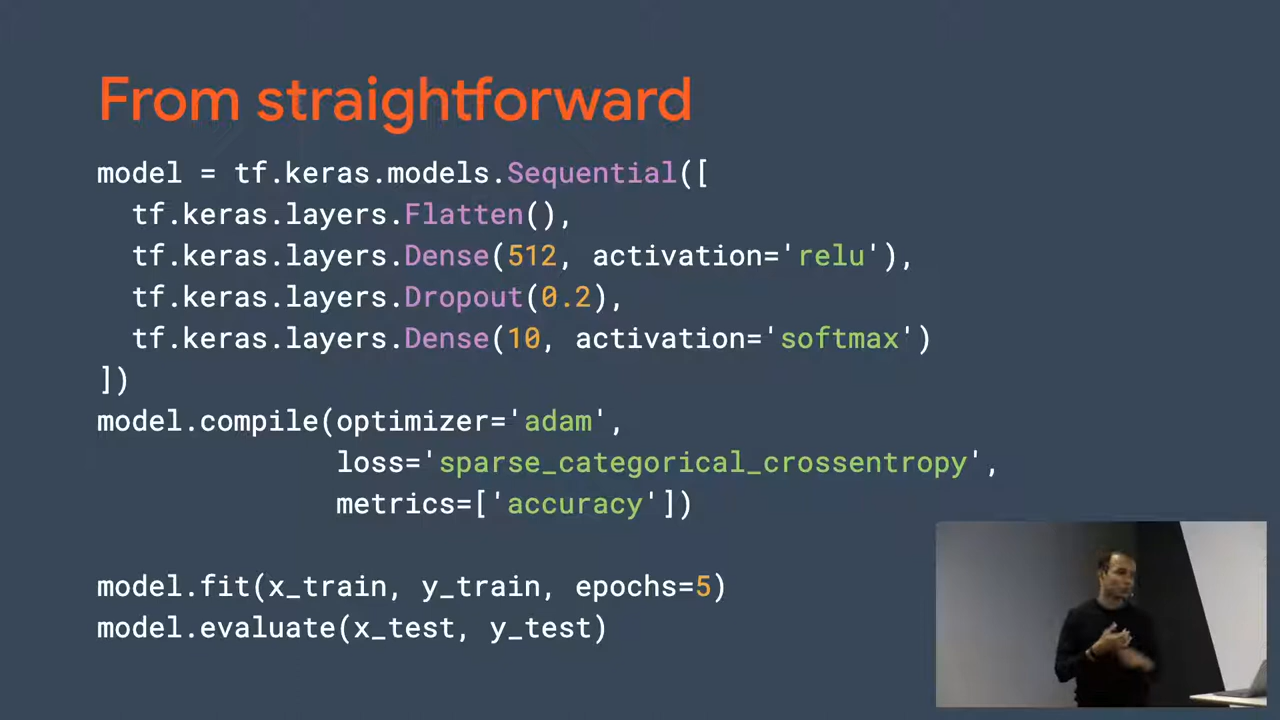 From straightforward
model = tf.keras.models.Sequential([
  tf.keras.layers.Flatten(),
  tf.keras.layers.Dense(512, activation='relu'),
  tf.keras.layers.Dropout(0.2),
  tf.keras.layers.Dense(10, activation='softmax')
])
model.compile(optimizer='adam',
              loss='sparse_categorical_crossentropy',
              metrics=['accuracy'])
model.fit(x_train, y_train, epochs=5)
model.evaluate(x_test, y_test)